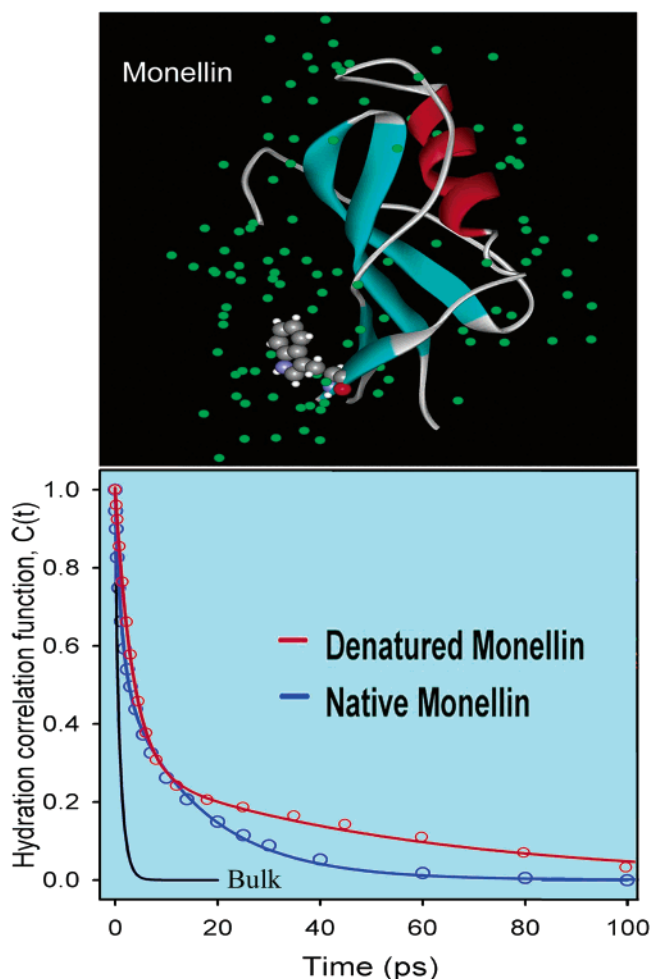 Monellin
Hydration correlation function, C(t)
1.0
0.8
0.6
0.4
0.2
0.0
Denatured Monellin
Native Monellin
Bulk
0 20 40 60 80 100
Time (ps)